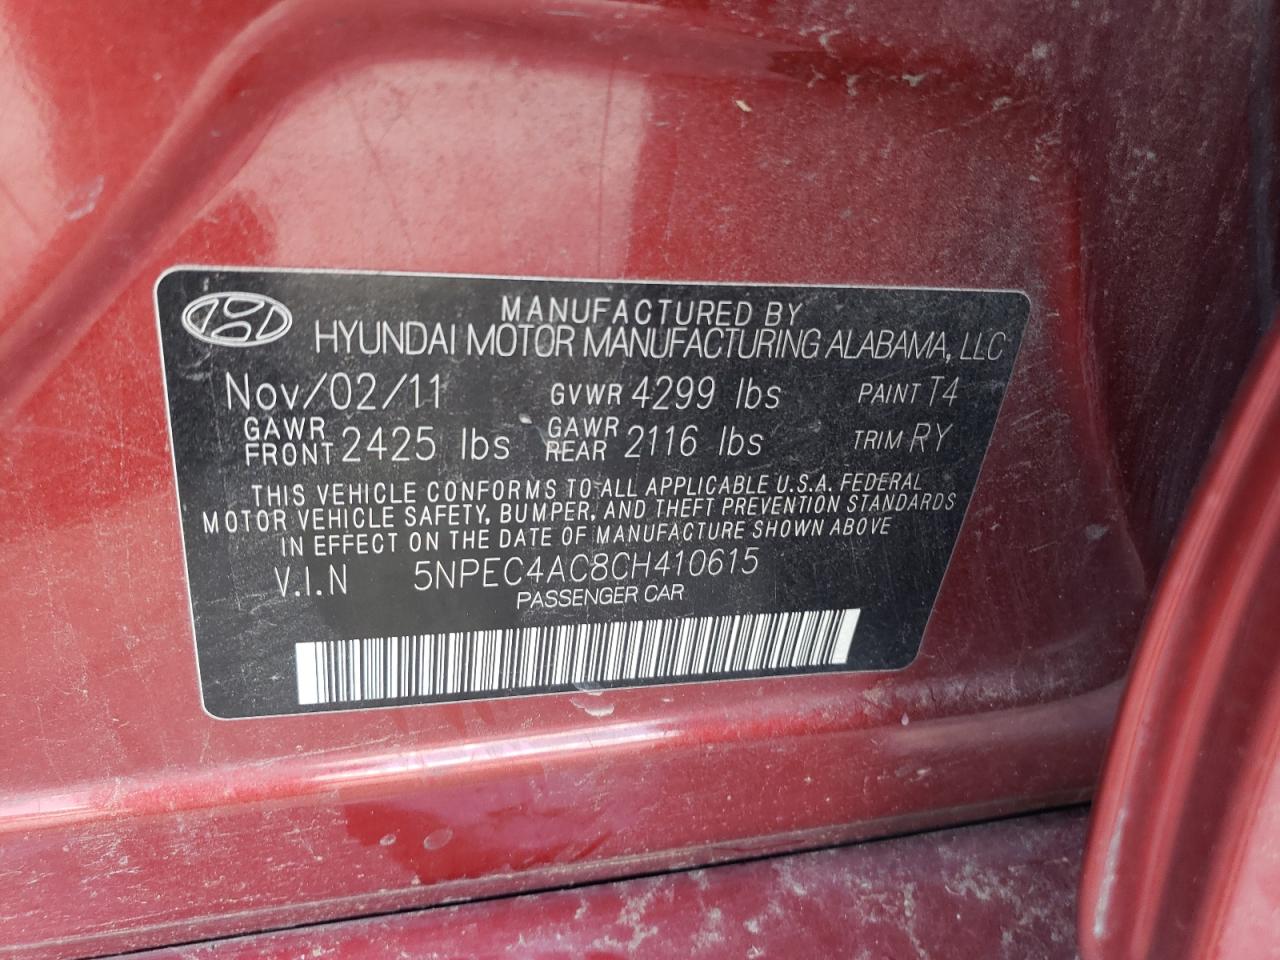 MANUFACTURED BY
HYUNDAI MOTOR MANUFACTURING ALABAMA, LLC
Nov/02/11 GVWR 4299 lbs PAINT T4
GAWR FRONT 2425 lbs GAWR REAR 2116 lbs TRIM RY
THIS VEHICLE CONFORMS TO ALL APPLICABLE U.S.A. FEDERAL
MOTOR VEHICLE SAFETY, BUMPER, AND THEFT PREVENTION STANDARDS
IN EFFECT ON THE DATE OF MANUFACTURE SHOWN ABOVE
V.I.N 5NPEC4AC8CH410615
PASSENGER CAR